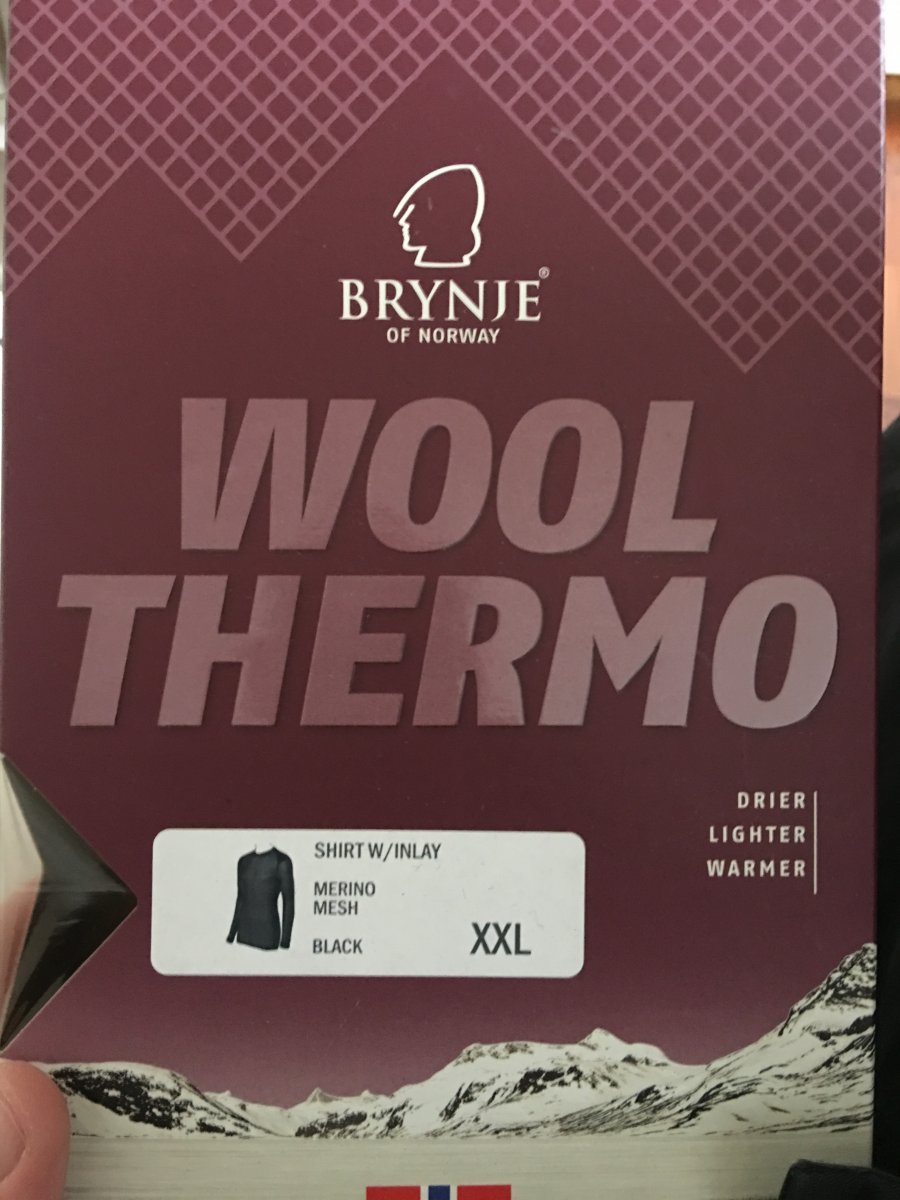 BRYNJE®
OF NORWAY
WOOL
THERMO
DRIER
LIGHTER
WARMER
SHIRT W/INLAY
MERINO
MESH
BLACK
XXL